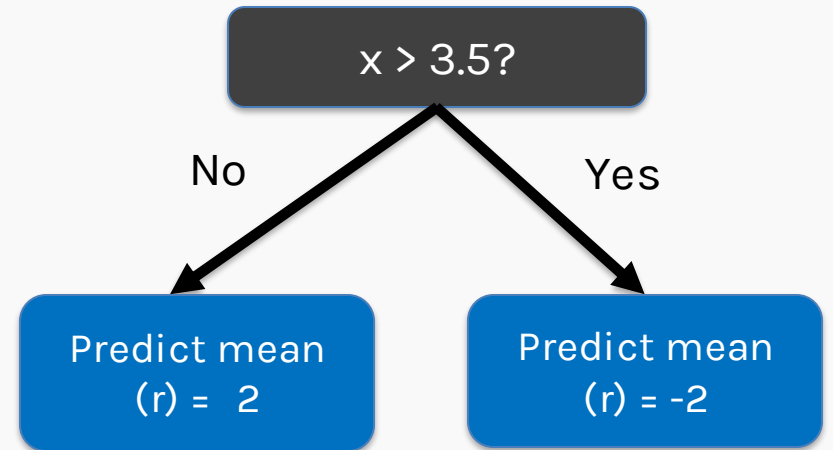 x > 3.5?
No
Yes
Predict mean
(r) = 2
Predict mean
(r) = -2